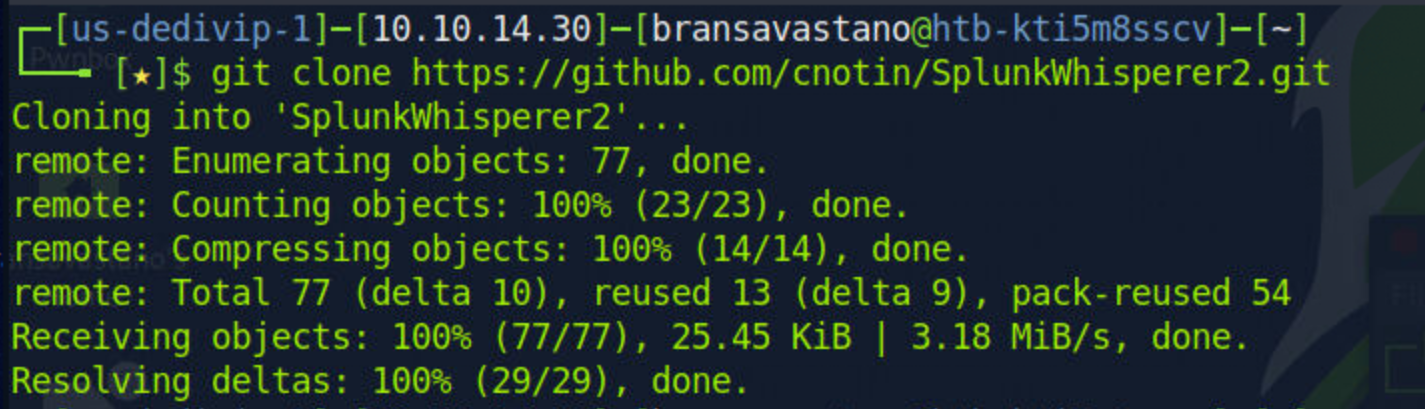 ┌─[us-dedivip-1]─[10.10.14.30]─[bransavastano@htb-kti5m8sscv]─[~]
└──╼ [★]$ git clone https://github.com/cnotin/SplunkWhisperer2.git
Cloning into 'SplunkWhisperer2'...
remote: Enumerating objects: 77, done.
remote: Counting objects: 100% (23/23), done.
remote: Compressing objects: 100% (14/14), done.
remote: Total 77 (delta 10), reused 13 (delta 9), pack-reused 54
Receiving objects: 100% (77/77), 25.45 KiB | 3.18 MiB/s, done.
Resolving deltas: 100% (29/29), done.